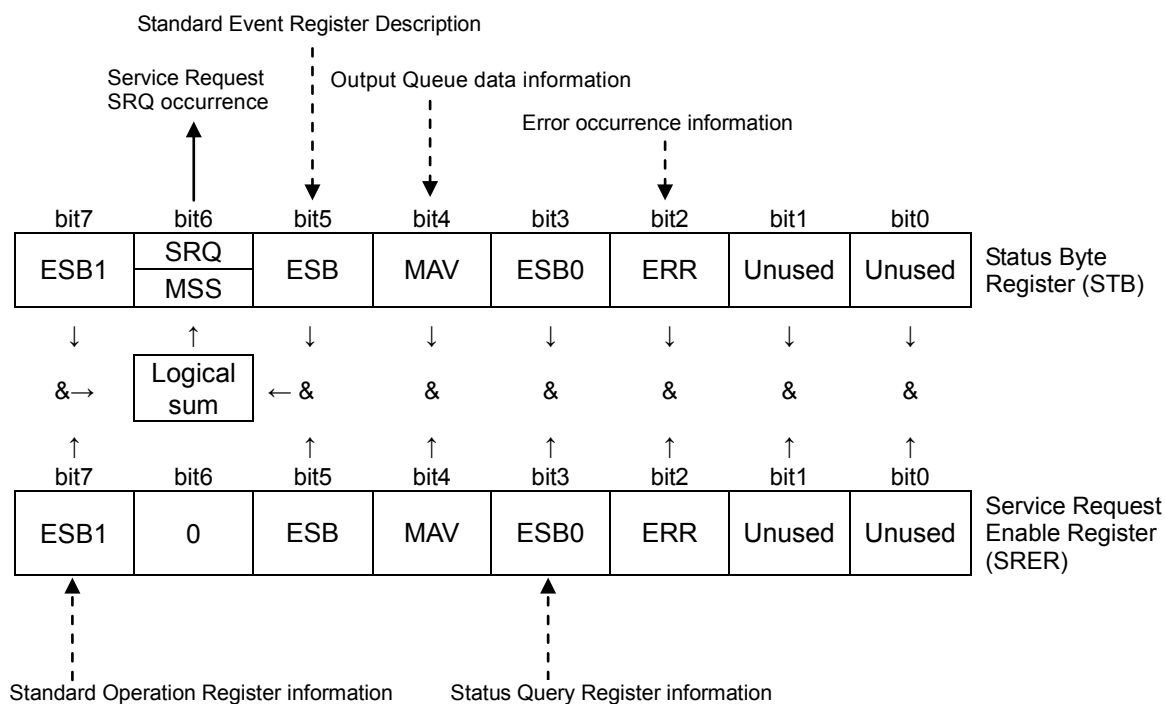 Standard Event Register Description
Service Request
SRQ occurrence
Output Queue data information
Error occurrence information
bit7 bit6 bit5 bit4 bit3 bit2 bit1 bit0
ESB1 SRQ MSS ESB MAV ESB0 ERR Unused Unused
Status Byte
Register (STB)
↓ ↑ ↓ ↓ ↓ ↓ ↓ ↓
&→ Logical sum ← & & & & & &
↑ ↑ ↑ ↑ ↑ ↑ ↑
bit7 bit6 bit5 bit4 bit3 bit2 bit1 bit0
ESB1 0 ESB MAV ESB0 ERR Unused Unused
Service Request
Enable Register
(SRER)
Standard Operation Register information
Status Query Register information